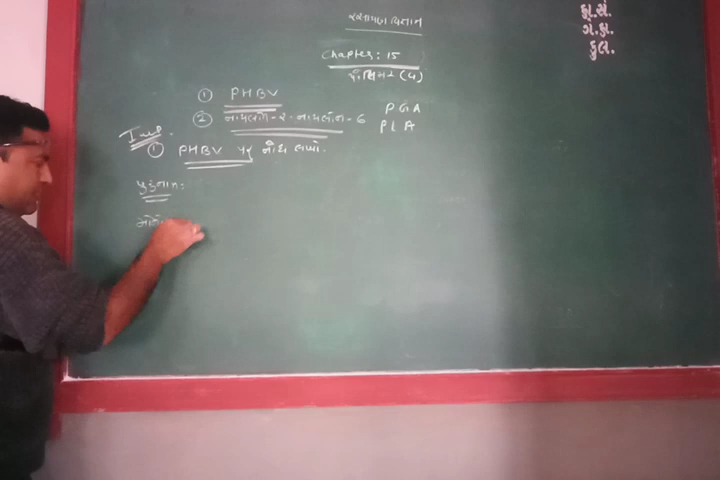 રસાયણ વિજ્ઞાન
Chapter: 15
પોલિમર (4)
① PHBV
② નાયલોન-2-નાયલોન-6
PGA
PLA
Imp.
① PHBV પર નોંધ લખો.
પુરૂનામ:
ક્રા.સં.
ગે.હા.
કુલ.